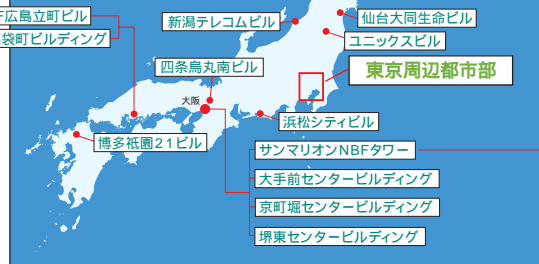 広島立町ビル
袋町ビルディング
新潟テレコムビル
仙台大同生命ビル
ユニックスビル
四条烏丸南ビル
東京周辺都市部
大阪
浜松シティビル
博多祇園21ビル
サンマリオンNBFタワー
大手前センタービルディング
京町堀センタービルディング
堺東センタービルディング